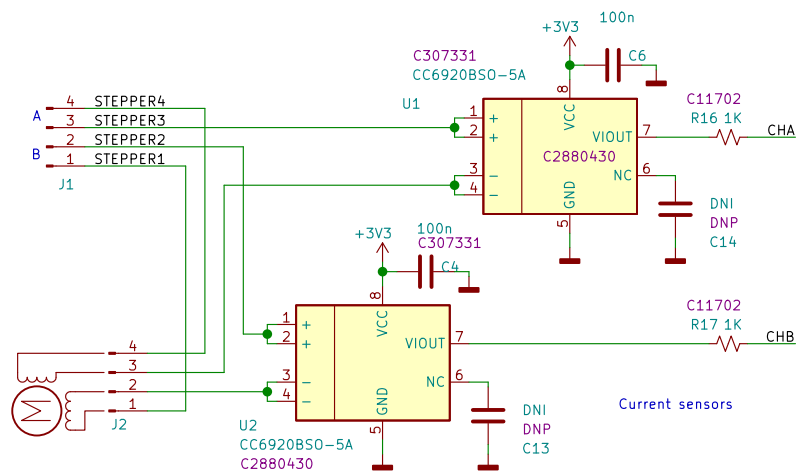 100n
+3V3
C307331
C6
CC6920BSO-5A
U1
8
VCC
C11702
R16 1K
A
4
STEPPER4
3
STEPPER3
1
+
2
+
VIOUT
7
CHA
B
2
STEPPER2
1
STEPPER1
C2880430
J1
3
-
4
-
NC
6
GND
5
DNI
DNP
C14
+3V3
100n
C307331
C4
8
VCC
C11702
R17 1K
1
+
2
+
VIOUT
7
CHB
4
3
2
1
J2
M
3
-
4
-
NC
6
GND
5
Current sensors
DNI
DNP
C13
U2
CC6920BSO-5A
C2880430